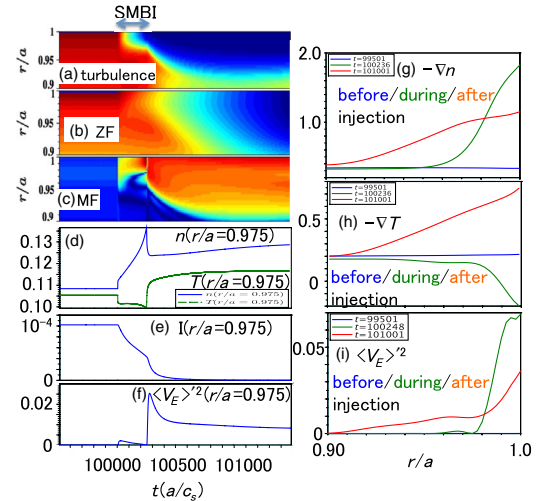 SMBI
r/a
1
0.95
0.9
(a) turbulence
r/a
1
0.95
0.9
(b) ZF
r/a
1
0.95
0.9
(c) MF
0.13
0.12
0.11
0.10
(d)
n(r/a=0.975)
T(r/a=0.975)
n(r/a = 0.975)
T(r/a = 0.975)
10⁻⁴
0
(e)
I(r/a=0.975)
0.02
0
(f)
<V_E>'²(r/a=0.975)
100000 100500 101000
t(a/c_s)
2.0
1.0
t=99501
t=100236
t=101001
(g) −∇n
before/during/after
injection
0.5
0
t=99501
t=100236
t=101001
(h) −∇T
before/during/after
injection
0.05
0
t=99501
t=100248
t=101001
(i) <V_E>'²
before/during/after
injection
0.90 1.0
r/a